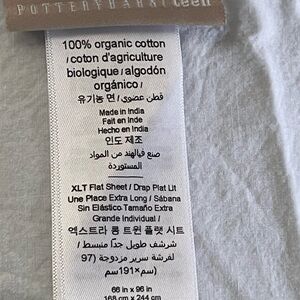 POTTERYBARN teen
100% organic cotton
/ coton d'agriculture
biologique / algodón
orgánico /
유기농 면 / قطن عضوي
Made in India
Fait en Inde
Hecho en India
인도 제조
صنع في الهند من المواد
المستوردة
XLT Flat Sheet / Drap Plat Lit
Une Place Extra Long / Sábana
Sin Elástico Tamaño Extra
Grande Individual /
엑스트라 롱 트윈 플랫 시트
/ شرشف طويل جدًا منبسط
لفرشة سرير مزدوجة (97
سم×191سم)
66 in x 96 in
168 cm x 244 cm